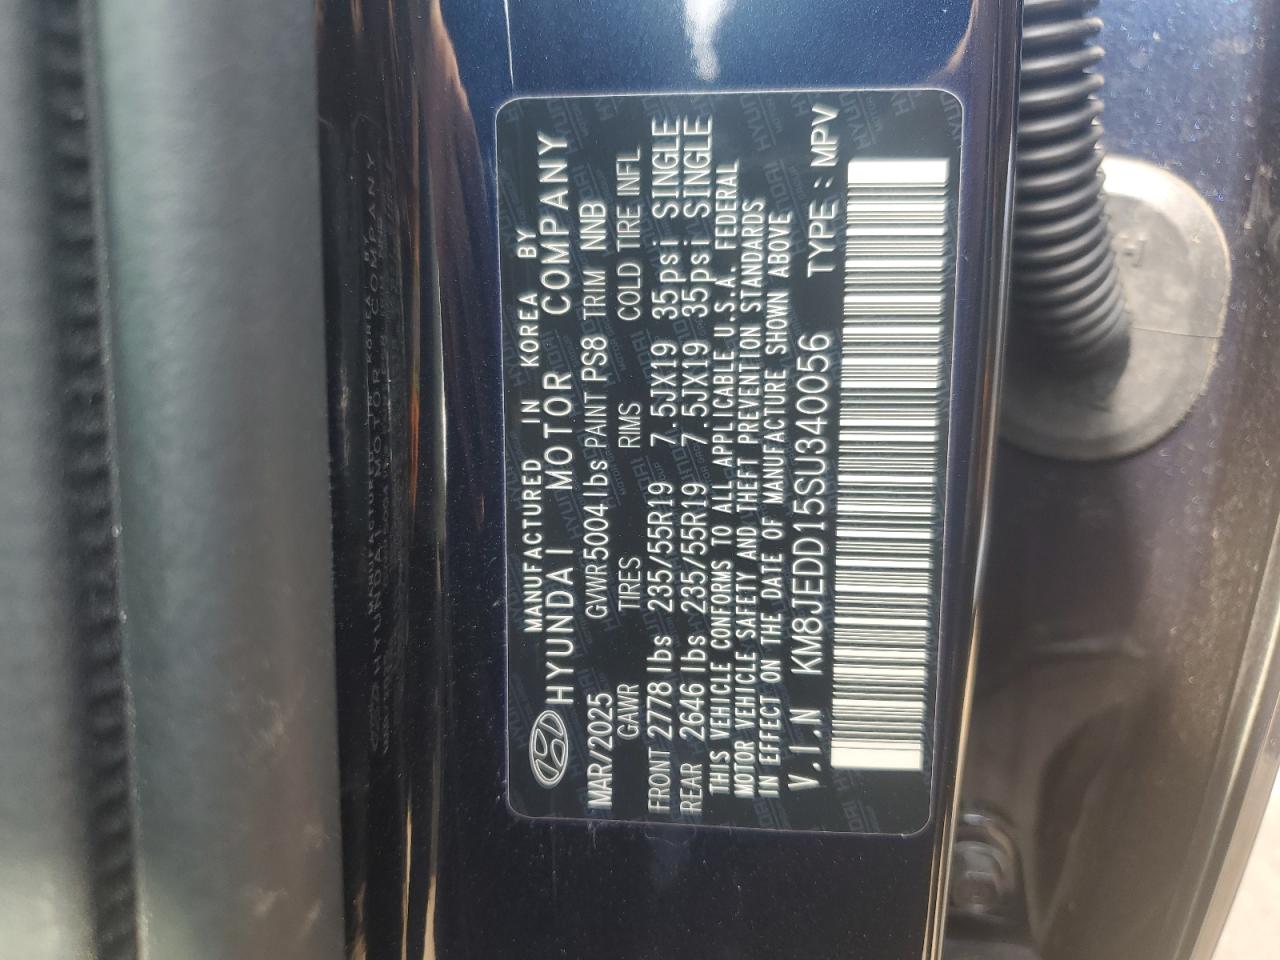 MANUFACTURED IN KOREA BY
HYUNDAI MOTOR COMPANY
MAR/2025 GVWR 5004 lbs PAINT PS8 TRIM NNB
GAWR TIRES RIMS COLD TIRE INFL
FRONT 2778 lbs 235/55R19 7.5JX19 35psi SINGLE
REAR 2646 lbs 235/55R19 7.5JX19 35psi SINGLE
THIS VEHICLE CONFORMS TO ALL APPLICABLE U.S.A. FEDERAL
MOTOR VEHICLE SAFETY AND THEFT PREVENTION STANDARDS
IN EFFECT ON THE DATE OF MANUFACTURE SHOWN ABOVE
V.I.N KM8JEDD15SU340056 TYPE : MPV